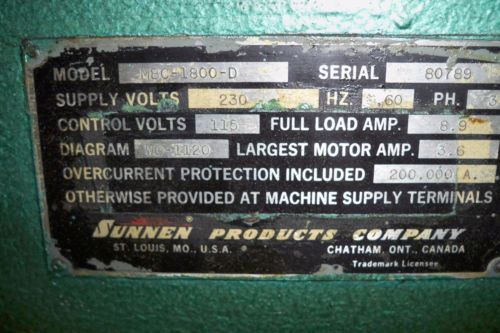 MODEL MBC-1800-D SERIAL 80789
SUPPLY VOLTS 230 HZ. 60 PH. 3
CONTROL VOLTS 115 FULL LOAD AMP. 8.9
DIAGRAM WC-1120 LARGEST MOTOR AMP. 3.6
OVERCURRENT PROTECTION INCLUDED 200.000 A.
OTHERWISE PROVIDED AT MACHINE SUPPLY TERMINALS
SUNNEN PRODUCTS COMPANY
ST. LOUIS, MO., U.S.A. CHATHAM, ONT., CANADA
Trademark Licensee